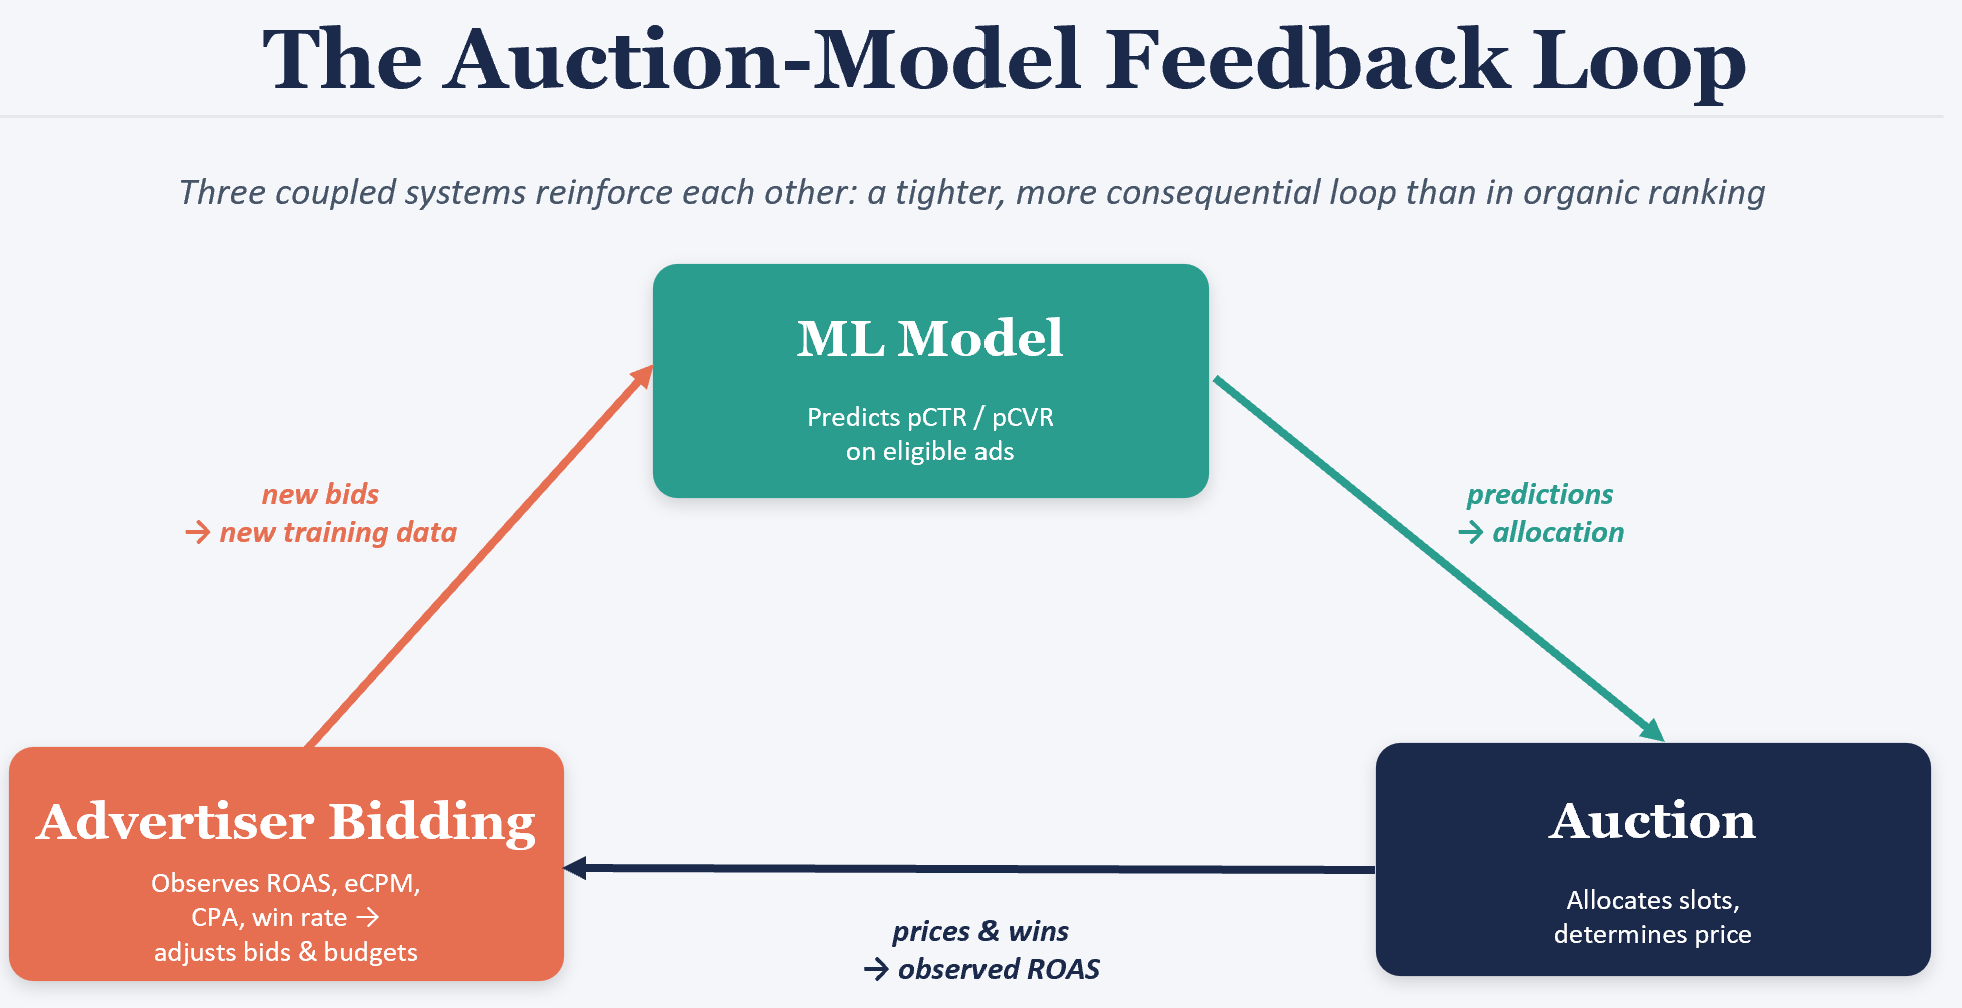 The Auction-Model Feedback Loop
Three coupled systems reinforce each other: a tighter, more consequential loop than in organic ranking
ML Model
Predicts pCTR / pCVR
on eligible ads
new bids
→ new training data
predictions
→ allocation
Advertiser Bidding
Observes ROAS, eCPM,
CPA, win rate →
adjusts bids & budgets
Auction
Allocates slots,
determines price
prices & wins
→ observed ROAS